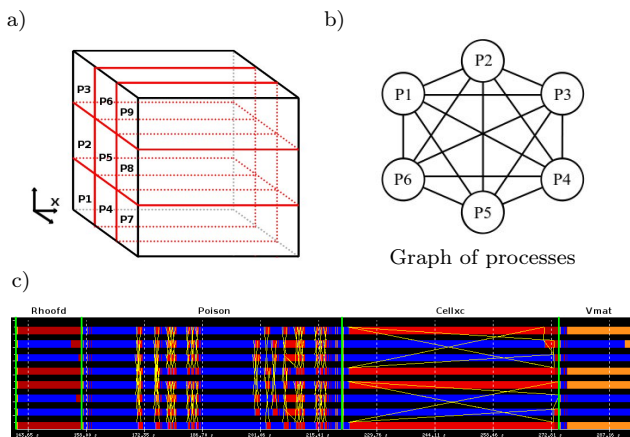 a)
b)
P3
P6
P9
P2
P5
P8
P1
P4
P7
X
P2
P1
P3
P6
P4
P5
Graph of processes
c)
Rhoofd Poison Cellxc Vmat